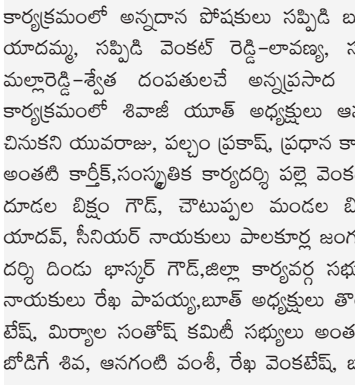 కార్యక్రమంలో అన్నదాన పోషకులు సప్పిడి బ
యాదమ్మ, సప్పిడి వెంకట్ రెడ్డి-లావణ్య,
మల్లారెడ్డి-శ్వేత దంపతులచే అన్నప్రసాద
కార్యక్రమంలో శివాజీ యూత్ అధ్యక్షులు
చినుకని యువరాజు, పల్చం ప్రకాష్, ప్రధాన కా
అంతటి కార్తీక్,సంస్కృతిక కార్యదర్శి పల్లె వెంక
దూడల బిక్షం గౌడ్, చౌటుప్పల మండల బి
యాదవ్, సీనియర్ నాయకులు పాలకూర్ల జంగ
దర్శి దిండు భాస్కర్ గౌడ్,జిల్లా కార్యవర్గ సభ
నాయకులు రేఖ పాపయ్య,బూత్ అధ్యక్షులు తొ
టేష్, మిర్యాల సంతోష్ కమిటీ సభ్యులు అంత
బోడిగే శివ, ఆనగంటి వంశీ, రేఖ వెంకటేష్,